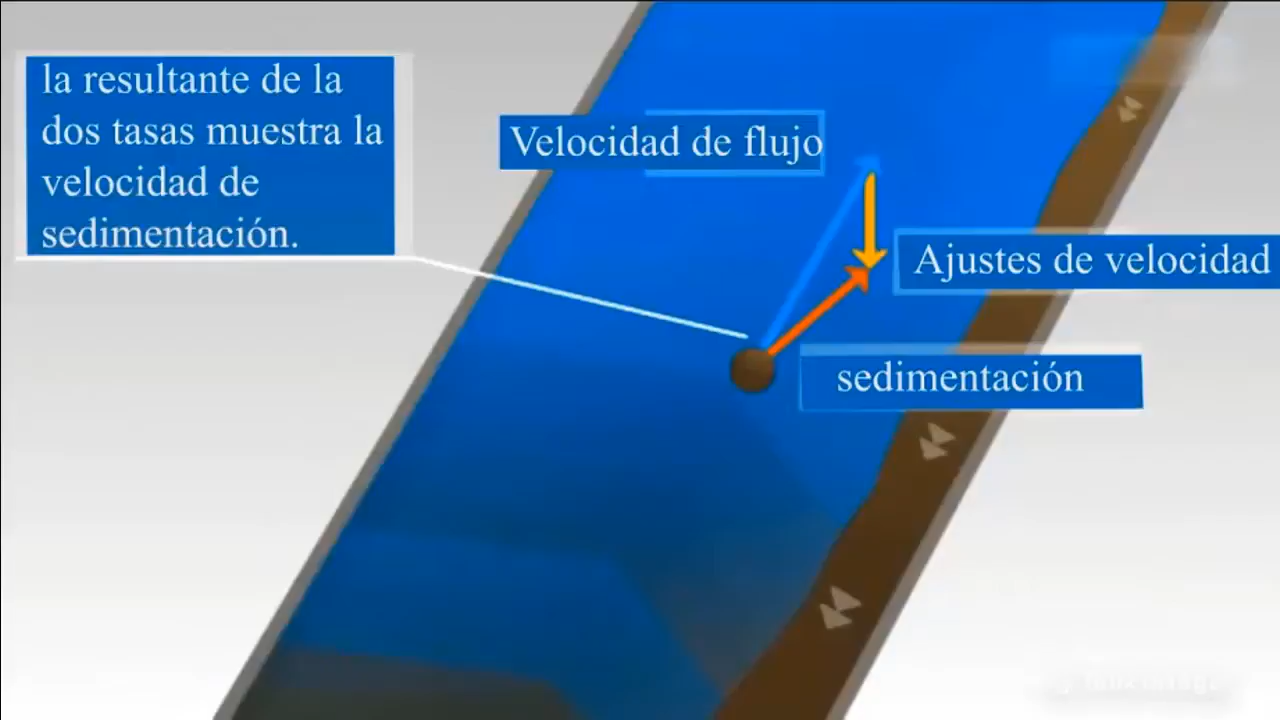 la resultante de la
dos tasas muestra la
velocidad de
sedimentación.
Velocidad de flujo
Ajustes de velocidad
sedimentación